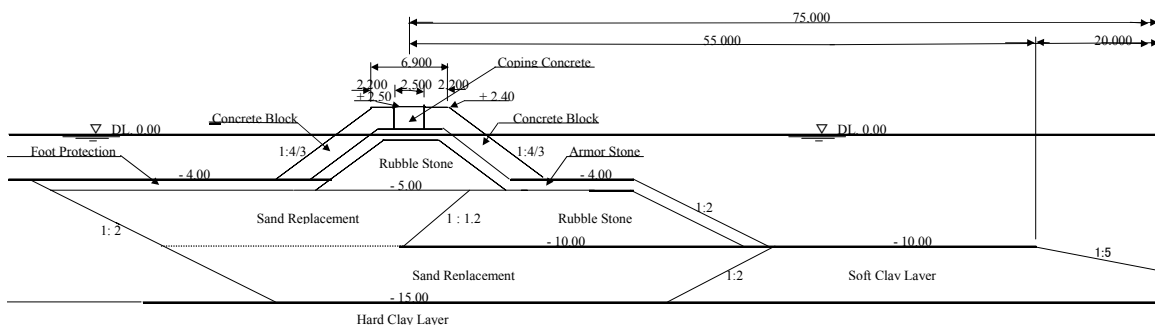 75.000
55.000 20.000
6.900 Coping Concrete
2.200 2.500 2.200
+ 2.50 + 2.40
Concrete Block Concrete Block
DL. 0.00 DL. 0.00
Foot Protection 1:4/3 Rubble Stone 1:4/3 Armor Stone
- 4.00 - 4.00
- 5.00
1: 2 Sand Replacement 1 : 1.2 Rubble Stone 1:2
- 10.00 - 10.00
1:5
Sand Replacement 1:2 Soft Clay Layer
- 15.00
Hard Clay Layer